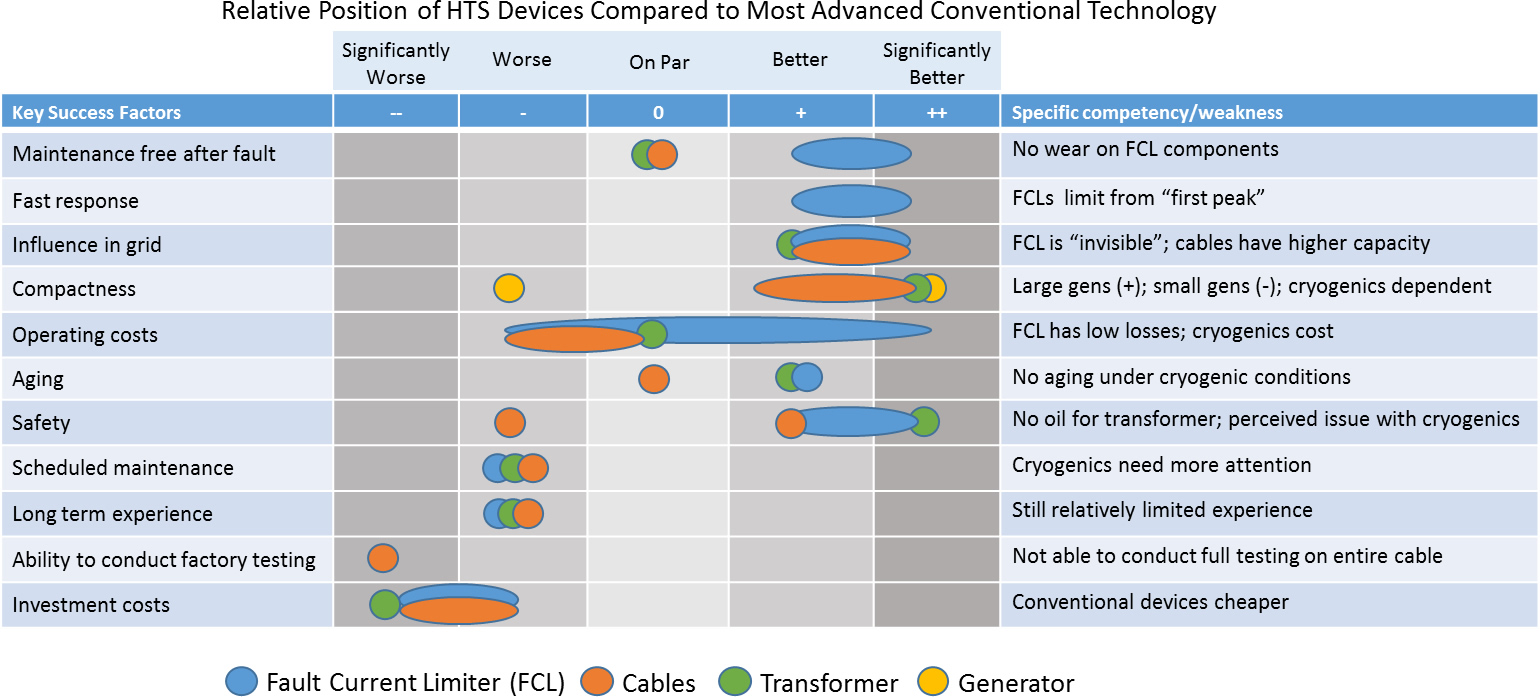 Relative Position of HTS Devices Compared to Most Advanced Conventional Technology
Significantly Worse
Worse
On Par
Better
Significantly Better
Key Success Factors -- - 0 + ++ Specific competency/weakness
Maintenance free after fault No wear on FCL components
Fast response FCLs limit from “first peak”
Influence in grid FCL is “invisible”; cables have higher capacity
Compactness Large gens (+); small gens (-); cryogenics dependent
Operating costs FCL has low losses; cryogenics cost
Aging No aging under cryogenic conditions
Safety No oil for transformer; perceived issue with cryogenics
Scheduled maintenance Cryogenics need more attention
Long term experience Still relatively limited experience
Ability to conduct factory testing Not able to conduct full testing on entire cable
Investment costs Conventional devices cheaper
Fault Current Limiter (FCL) Cables Transformer Generator